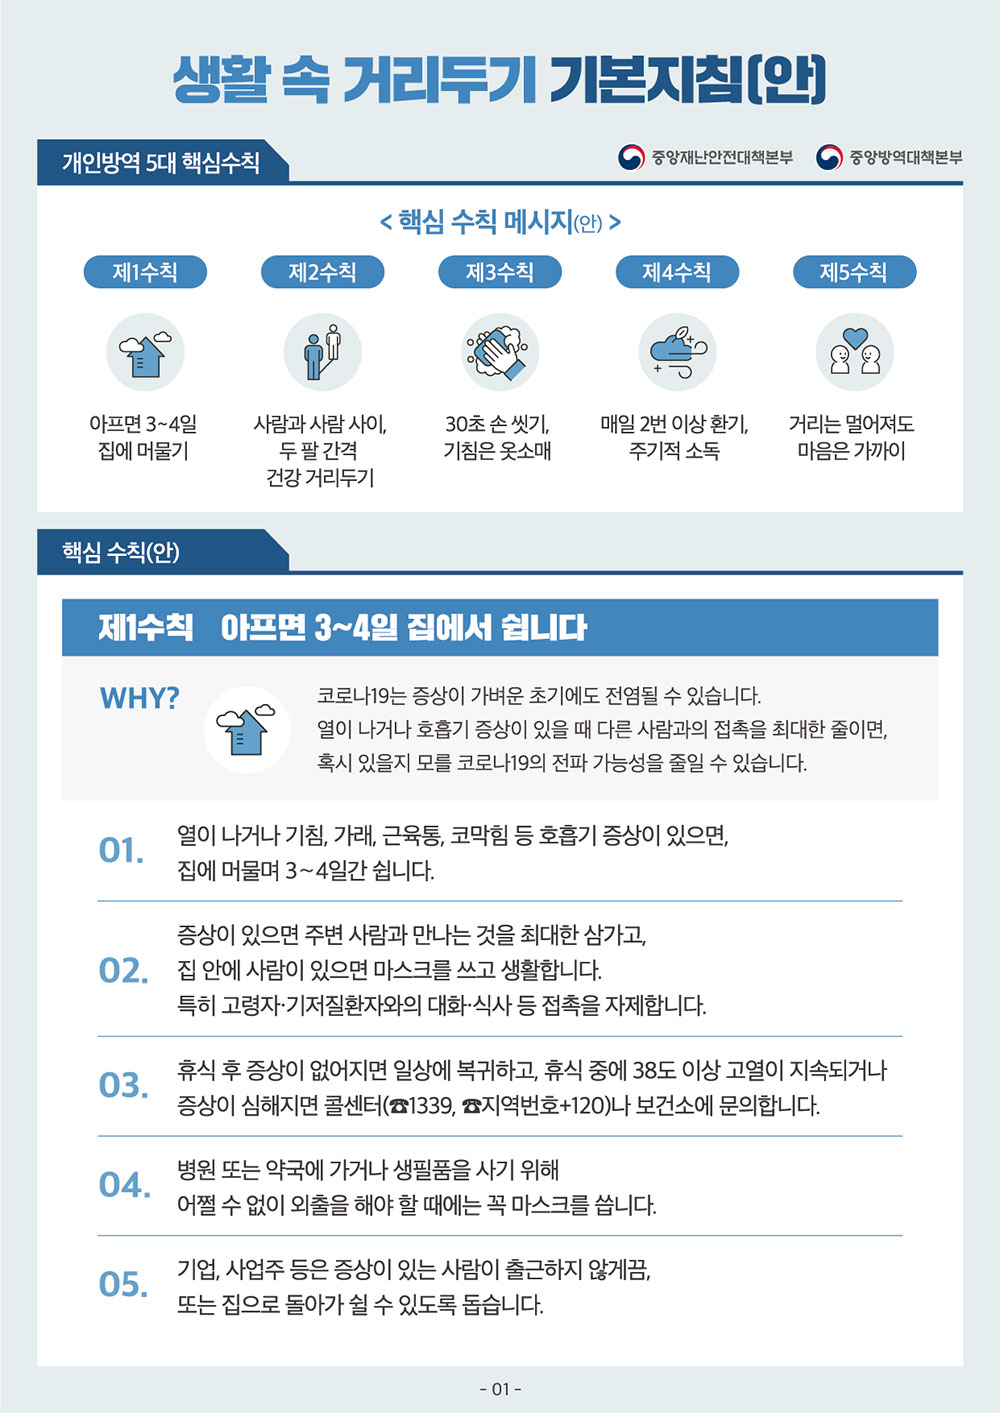 생활 속 거리두기 기본지침(안)
개인방역 5대 핵심수칙
중앙재난안전대책본부
중앙방역대책본부
< 핵심 수칙 메시지(안) >
제1수칙
제2수칙
제3수칙
제4수칙
제5수칙
아프면 3~4일
집에 머물기
사람과 사람 사이,
두 팔 간격
건강 거리두기
30초 손 씻기,
기침은 옷소매
매일 2번 이상 환기,
주기적 소독
거리는 멀어져도
마음은 가까이
핵심 수칙(안)
제1수칙 아프면 3~4일 집에서 쉽니다
WHY?
코로나19는 증상이 가벼운 초기에도 전염될 수 있습니다.
열이 나거나 호흡기 증상이 있을 때 다른 사람과의 접촉을 최대한 줄이면,
혹시 있을지 모를 코로나19의 전파 가능성을 줄일 수 있습니다.
01.
열이 나거나 기침, 가래, 근육통, 코막힘 등 호흡기 증상이 있으면,
집에 머물며 3~4일간 쉽니다.
02.
증상이 있으면 주변 사람과 만나는 것을 최대한 삼가고,
집 안에 사람이 있으면 마스크를 쓰고 생활합니다.
특히 고령자·기저질환자와의 대화·식사 등 접촉을 자제합니다.
03.
휴식 후 증상이 없어지면 일상에 복귀하고, 휴식 중에 38도 이상 고열이 지속되거나
증상이 심해지면 콜센터(☎1339, ☎지역번호+120)나 보건소에 문의합니다.
04.
병원 또는 약국에 가거나 생필품을 사기 위해
어쩔 수 없이 외출을 해야 할 때에는 꼭 마스크를 씁니다.
05.
기업, 사업주 등은 증상이 있는 사람이 출근하지 않게끔,
또는 집으로 돌아가 쉴 수 있도록 돕습니다.
- 01 -